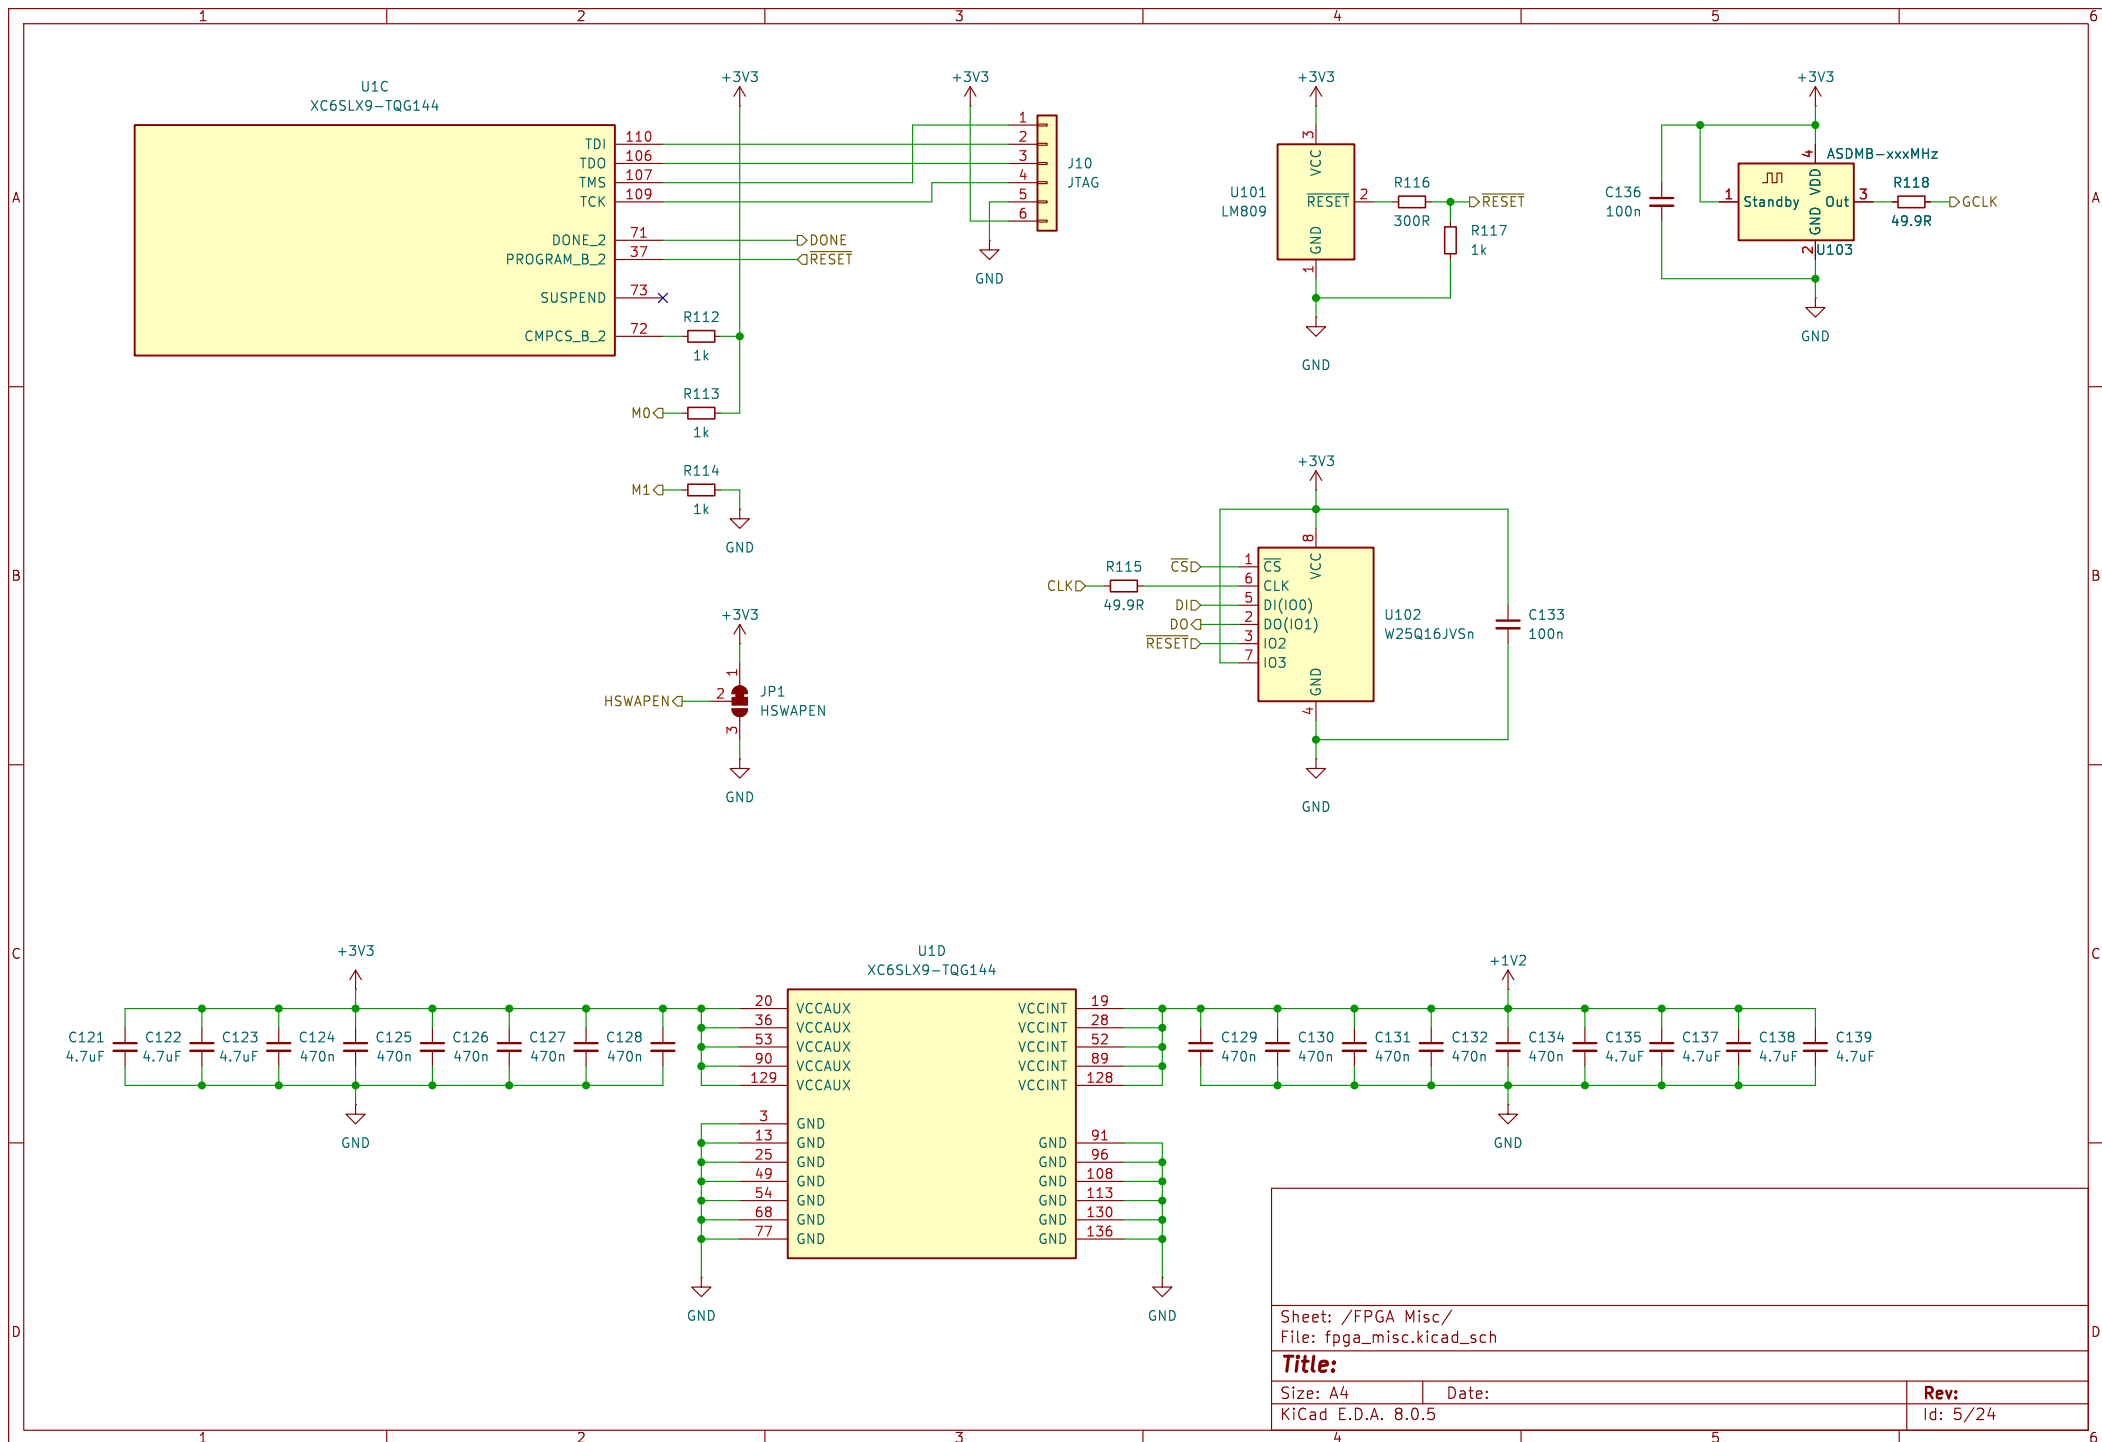 1 2 3 4 5 6
A
B
C
D
A
B
C
D
1 2 3 4 5 6
U1C
XC6SLX9-TQG144
TDI 110
TDO 106
TMS 107
TCK 109
DONE_2 71
PROGRAM_B_2 37
SUSPEND 73
CMPCS_B_2 72
DONE
RESET
+3V3
R112
1k
M0
R113
1k
M1
R114
1k
GND
+3V3
1
2
3
4
5
6
J10
JTAG
GND
+3V3
3
VCC
U101
LM809
RESET 2
GND
1
R116
300R
RESET
R117
1k
GND
+3V3
C136
100n
4
ASDMB-xxxMHz
VDD
1 Standby
Out 3
GND
2
U103
R118
49.9R
GCLK
GND
+3V3
8
VCC
CS 1 CS
CLK
R115
49.9R
6 CLK
DI 5 DI(IO0)
DO 2 DO(IO1)
RESET 3 IO2
7 IO3
GND
4
U102
W25Q16JVSn
C133
100n
GND
+3V3
1
HSWAPEN 2
3
JP1
HSWAPEN
GND
+3V3
C121
4.7uF
C122
4.7uF
C123
4.7uF
C124
470n
C125
470n
C126
470n
C127
470n
C128
470n
GND
U1D
XC6SLX9-TQG144
20 VCCAUX
36 VCCAUX
53 VCCAUX
90 VCCAUX
129 VCCAUX
3 GND
13 GND
25 GND
49 GND
54 GND
68 GND
77 GND
VCCINT 19
VCCINT 28
VCCINT 52
VCCINT 89
VCCINT 128
GND 91
GND 96
GND 108
GND 113
GND 130
GND 136
GND
GND
+1V2
C129
470n
C130
470n
C131
470n
C132
470n
C134
470n
C135
4.7uF
C137
4.7uF
C138
4.7uF
C139
4.7uF
GND
Sheet: /FPGA Misc/
File: fpga_misc.kicad_sch
Title:
Size: A4 Date: Rev:
KiCad E.D.A. 8.0.5 Id: 5/24